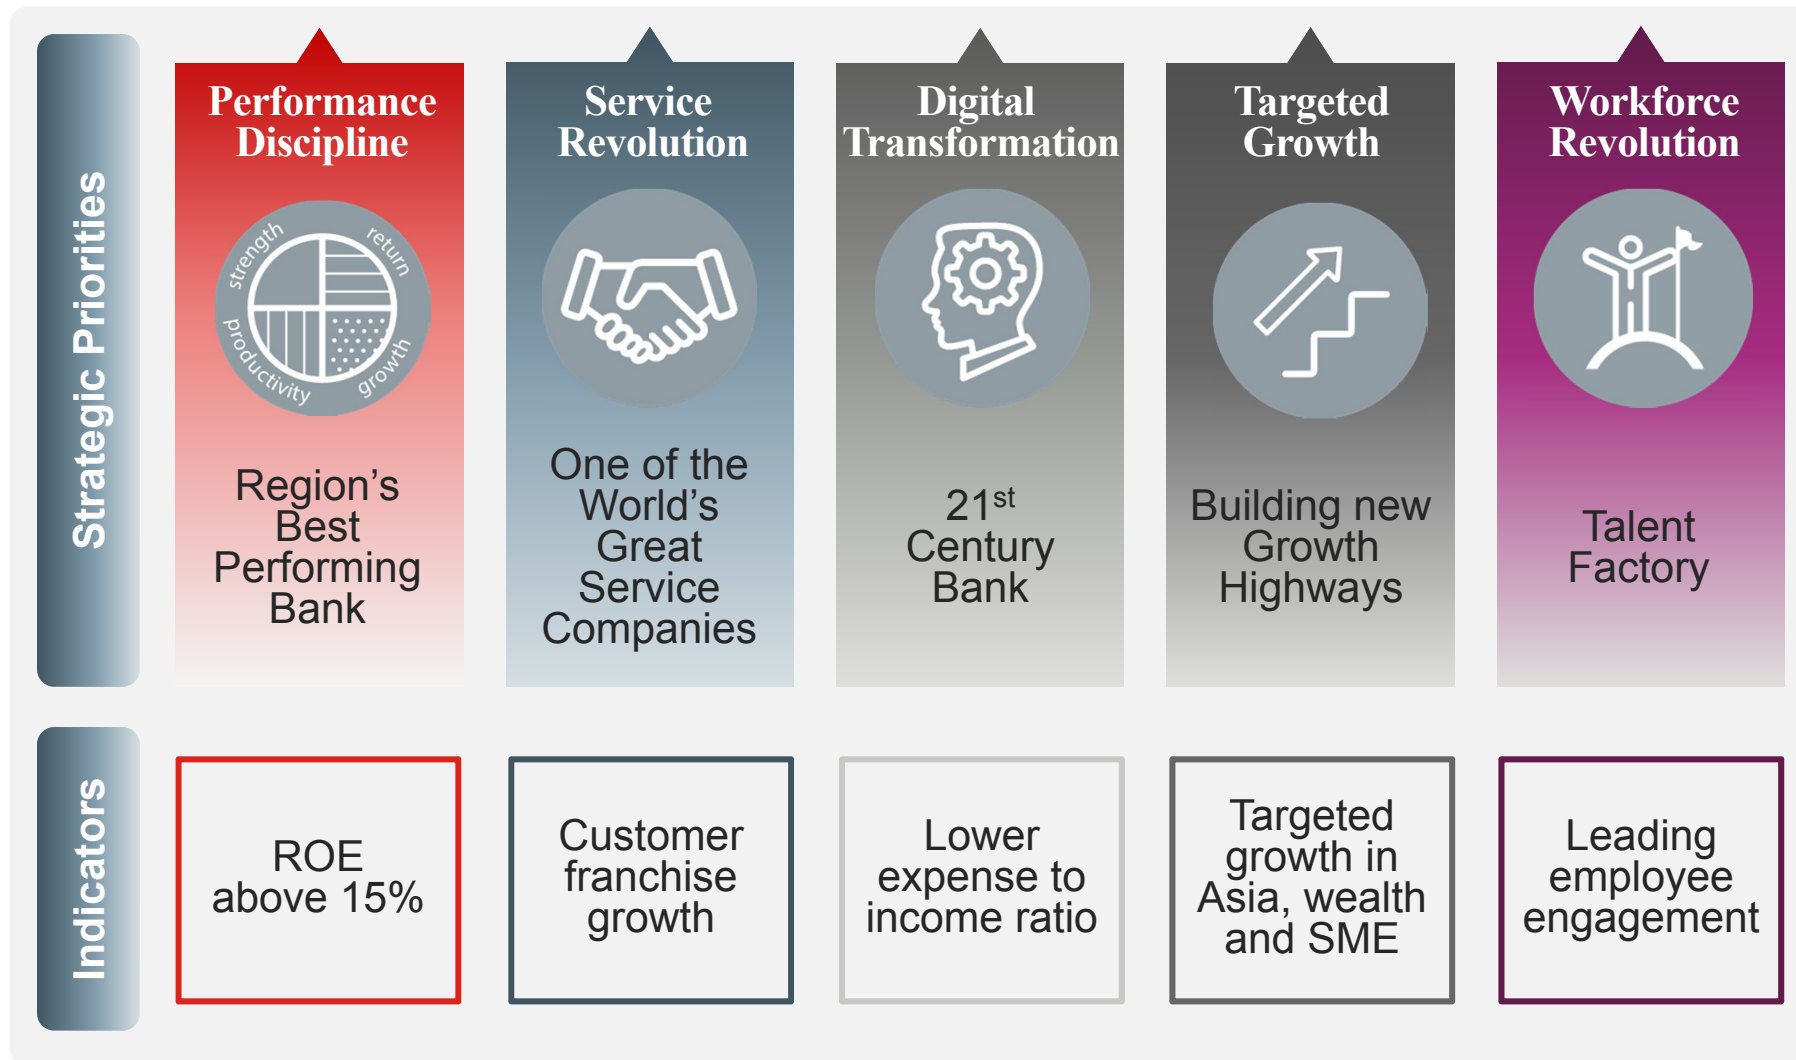 Strategic Priorities
Performance
Discipline
strength
return
productivity
growth
Region’s
Best
Performing
Bank
Service
Revolution
One of the
World’s
Great
Service
Companies
Digital
Transformation
21st
Century
Bank
Targeted
Growth
Building new
Growth
Highways
Workforce
Revolution
Talent
Factory
Indicators
ROE
above 15%
Customer
franchise
growth
Lower
expense to
income ratio
Targeted
growth in
Asia, wealth
and SME
Leading
employee
engagement